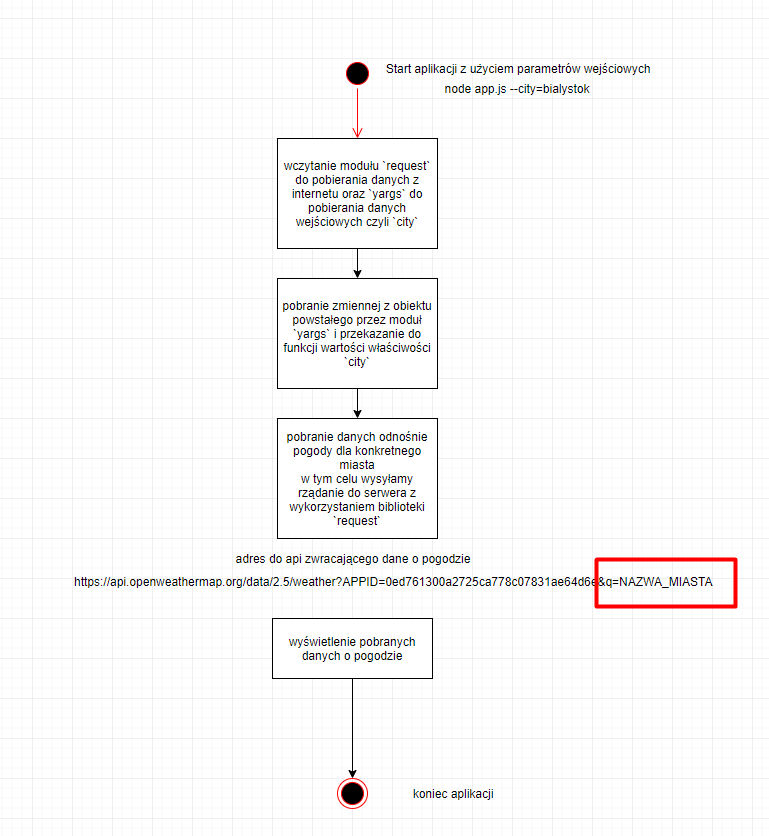 Start aplikacji z użyciem parametrów wejściowych
node app.js --city=bialystok
wczytanie modułu `request`
do pobierania danych z
internetu oraz `yargs` do
pobierania danych
wejściowych czyli `city`
pobranie zmiennej z obiektu
powstałego przez moduł
`yargs` i przekazanie do
funkcji wartości właściwości
`city`
pobranie danych odnośnie
pogody dla konkretnego
miasta
w tym celu wysyłamy
rządanie do serwera z
wykorzystaniem biblioteki
`request`
adres do api zwracającego dane o pogodzie
https://api.openweathermap.org/data/2.5/weather?APPID=0ed761300a2725ca778c07831ae64d6e&q=NAZWA_MIASTA
wyświetlenie pobranych
danych o pogodzie
koniec aplikacji